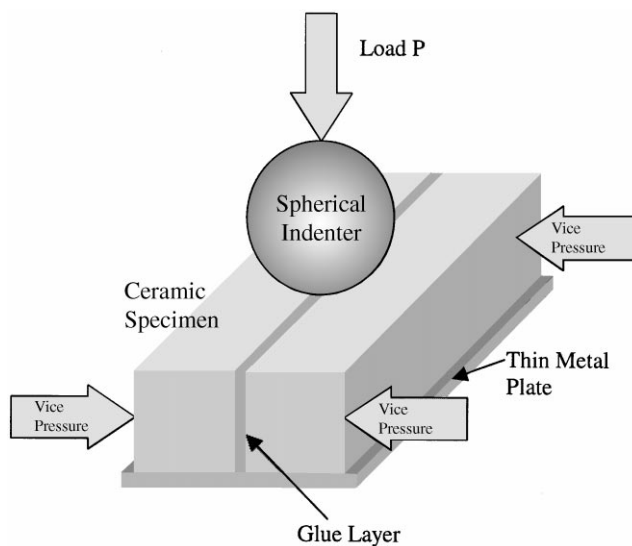 Load P
Spherical
Indenter
Vice
Pressure
Ceramic
Specimen
Thin Metal
Plate
Vice
Pressure
Vice
Pressure
Glue Layer